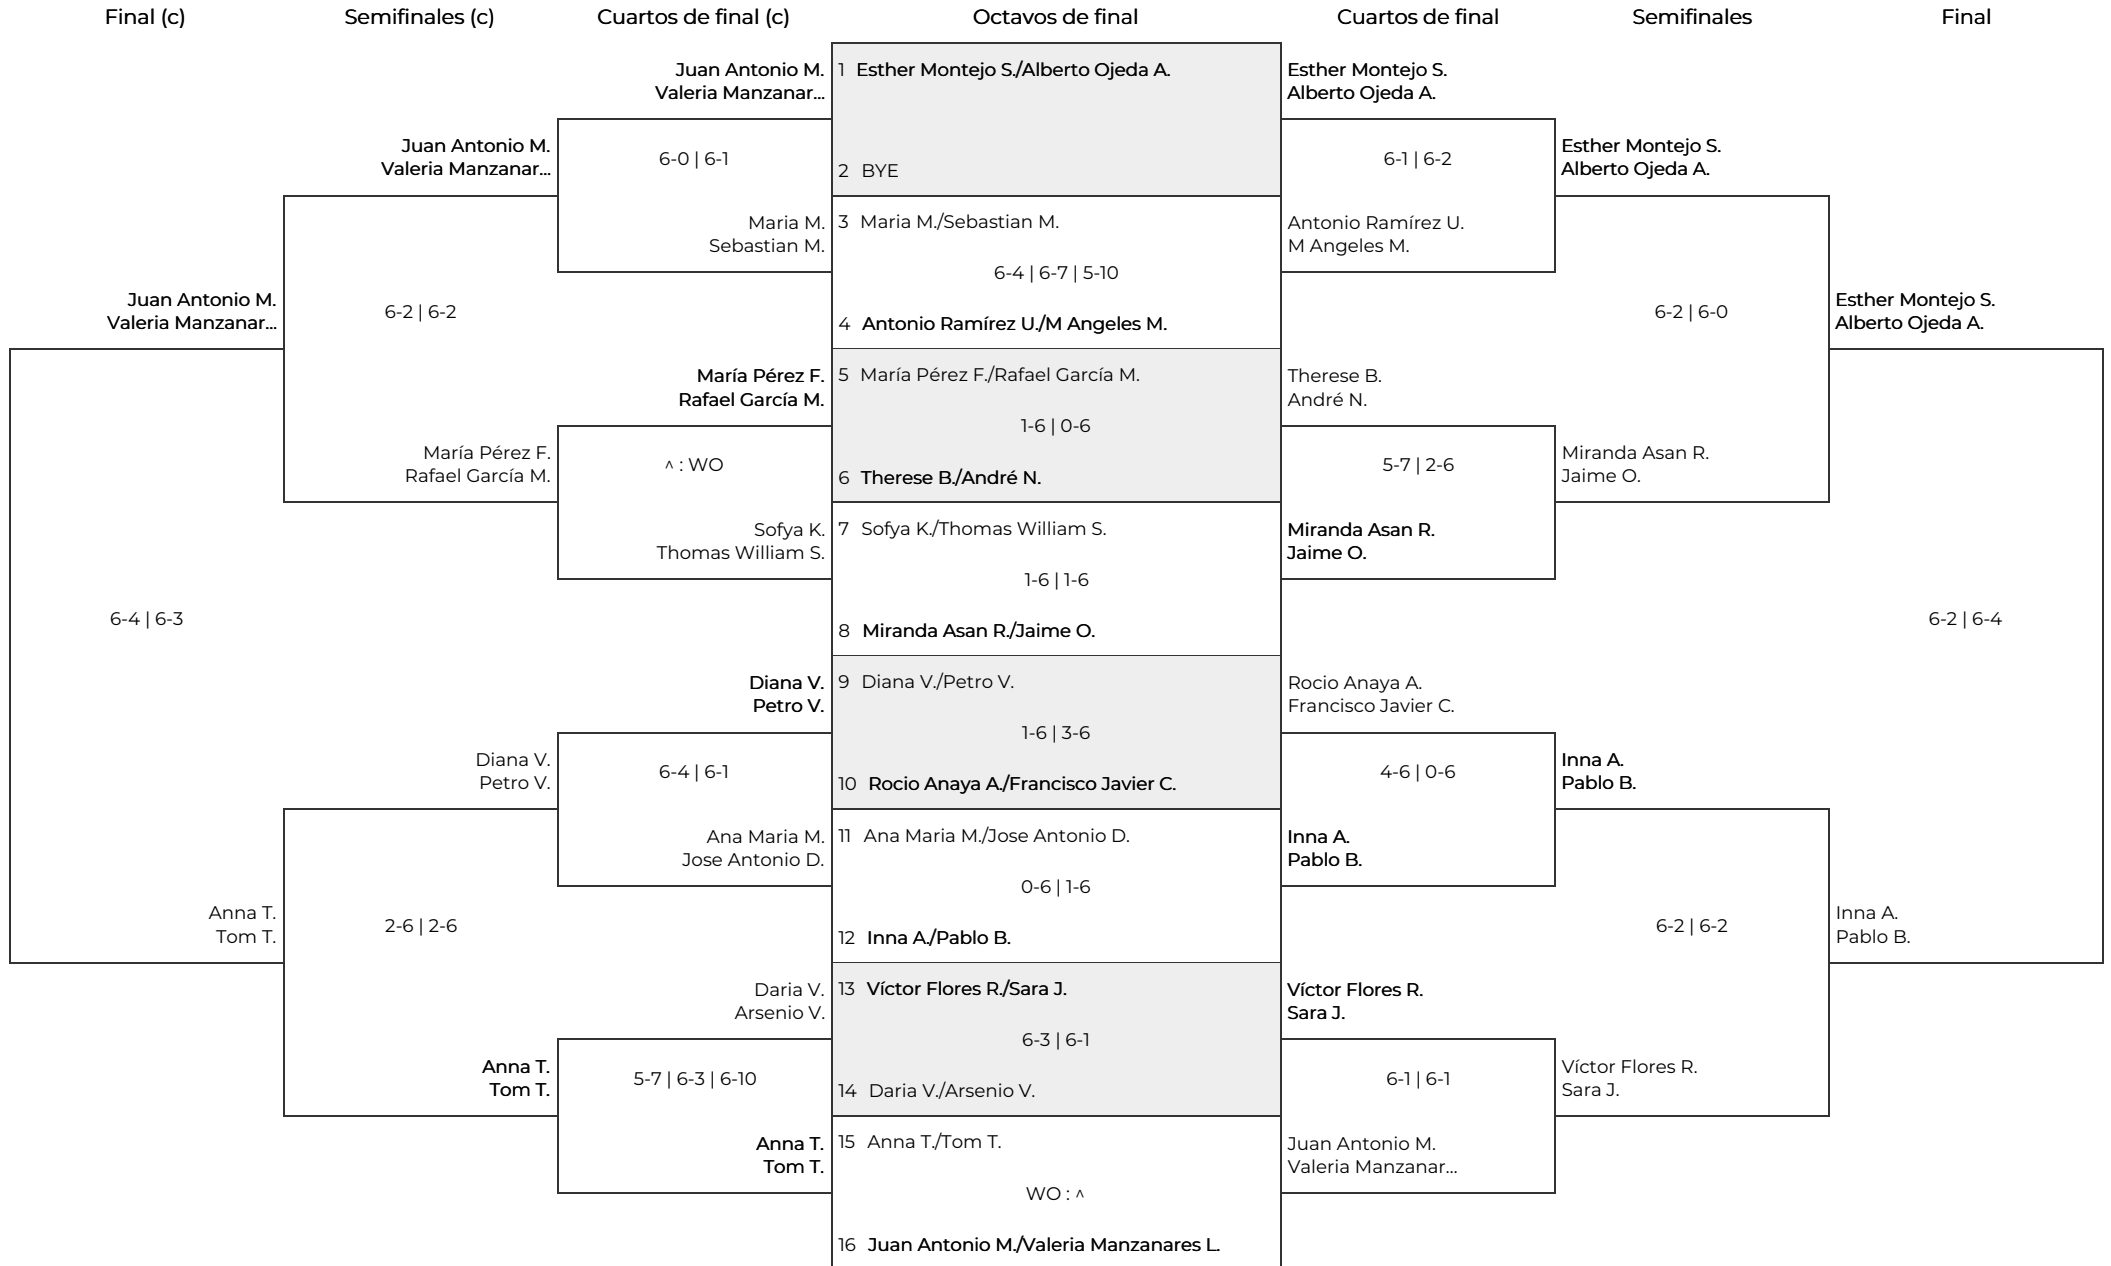 Final (c)
Semifinales (c)
Cuartos de final (c)
Octavos de final
Cuartos de final
Semifinales
Final
Juan Antonio M.
Valeria Manzanar...
6-4 | 6-3
Anna T.
Tom T.
Juan Antonio M.
Valeria Manzanar...
6-2 | 6-2
María Pérez F.
Rafael García M.
Diana V.
Petro V.
2-6 | 2-6
Anna T.
Tom T.
Juan Antonio M.
Valeria Manzanar...
6-0 | 6-1
Maria M.
Sebastian M.
María Pérez F.
Rafael García M.
^ : WO
Sofya K.
Thomas William S.
Diana V.
Petro V.
6-4 | 6-1
Ana Maria M.
Jose Antonio D.
Daria V.
Arsenio V.
5-7 | 6-3 | 6-10
Anna T.
Tom T.
1 Esther Montejo S./Alberto Ojeda A.
2 BYE
3 Maria M./Sebastian M.
6-4 | 6-7 | 5-10
4 Antonio Ramírez U./M Angeles M.
5 María Pérez F./Rafael García M.
1-6 | 0-6
6 Therese B./André N.
7 Sofya K./Thomas William S.
1-6 | 1-6
8 Miranda Asan R./Jaime O.
9 Diana V./Petro V.
1-6 | 3-6
10 Rocio Anaya A./Francisco Javier C.
11 Ana Maria M./Jose Antonio D.
0-6 | 1-6
12 Inna A./Pablo B.
13 Víctor Flores R./Sara J.
6-3 | 6-1
14 Daria V./Arsenio V.
15 Anna T./Tom T.
WO : ^
16 Juan Antonio M./Valeria Manzanares L.
Esther Montejo S.
Alberto Ojeda A.
6-1 | 6-2
Antonio Ramírez U.
M Angeles M.
Therese B.
André N.
5-7 | 2-6
Miranda Asan R.
Jaime O.
Rocio Anaya A.
Francisco Javier C.
4-6 | 0-6
Inna A.
Pablo B.
Víctor Flores R.
Sara J.
6-1 | 6-1
Juan Antonio M.
Valeria Manzanar...
Esther Montejo S.
Alberto Ojeda A.
6-2 | 6-0
Miranda Asan R.
Jaime O.
Inna A.
Pablo B.
6-2 | 6-2
Víctor Flores R.
Sara J.
Esther Montejo S.
Alberto Ojeda A.
6-2 | 6-4
Inna A.
Pablo B.